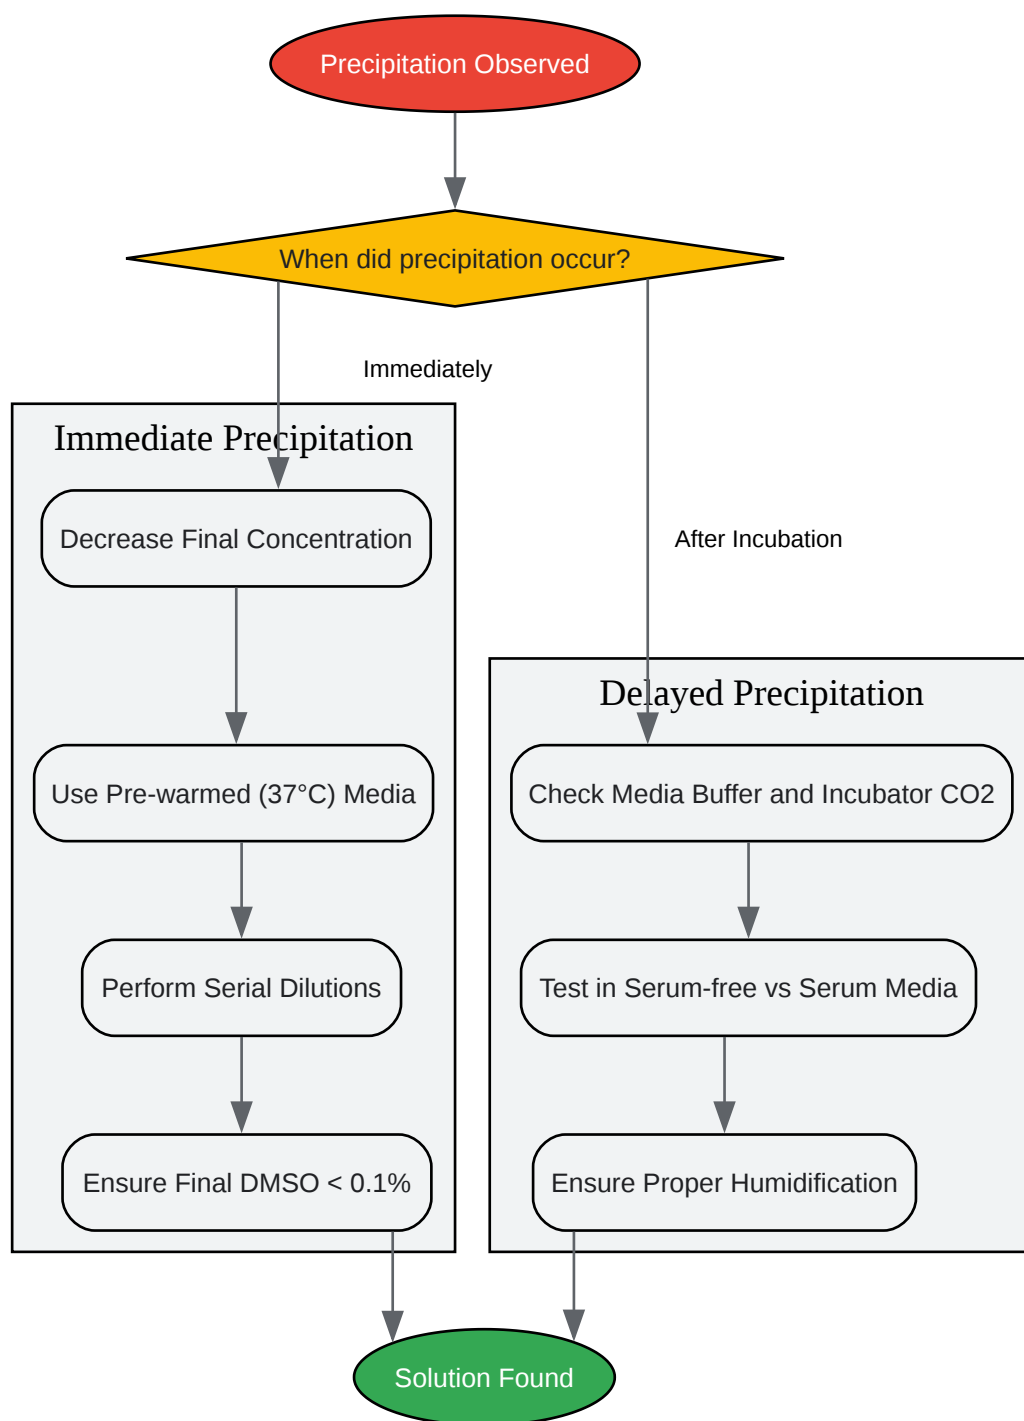 Precipitation Observed
When did precipitation occur?
Immediately
Immediate Precipitation
Decrease Final Concentration
Use Pre-warmed (37°C) Media
Perform Serial Dilutions
Ensure Final DMSO < 0.1%
After Incubation
Delayed Precipitation
Check Media Buffer and Incubator CO2
Test in Serum-free vs Serum Media
Ensure Proper Humidification
Solution Found